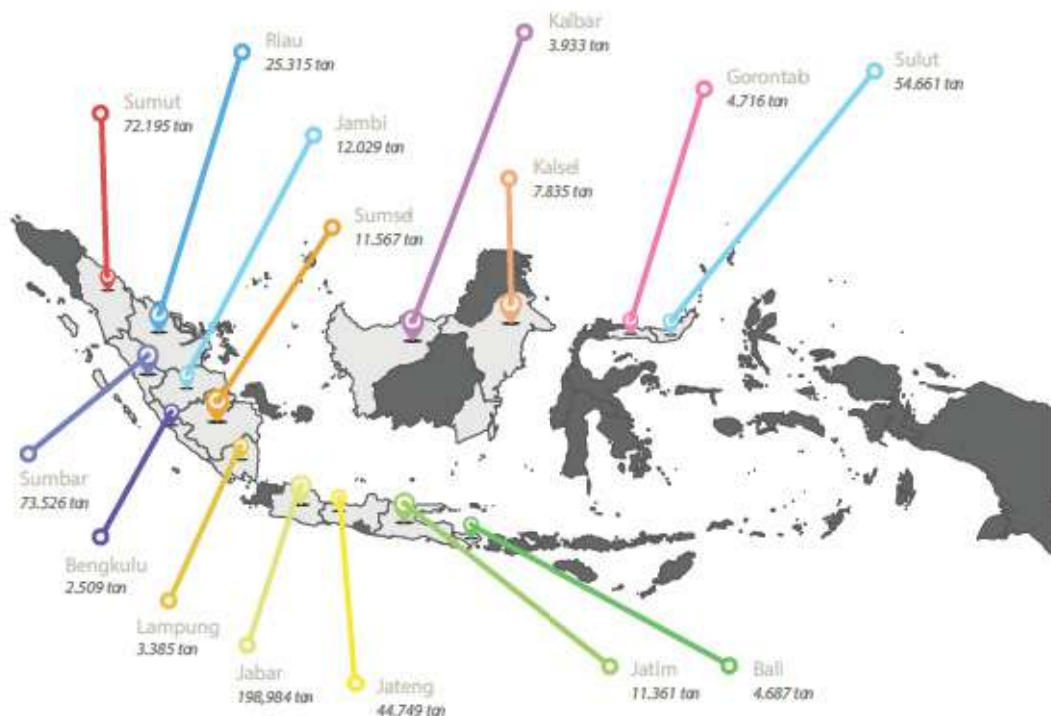 Kalbar
3.933 ton
Riau
25.315 ton
Sulut
54.661 ton
Gorontab
4.716 ton
Sumut
72.195 ton
Jambi
12.029 ton
Kalsel
7.835 ton
Sumsel
11.567 ton
Sumbar
73.526 ton
Bengkulu
2.509 ton
Lampung
3.385 ton
Jabar
198,984 ton
Jateng
44.749 ton
Jatim
11.361 ton
Bali
4.687 ton